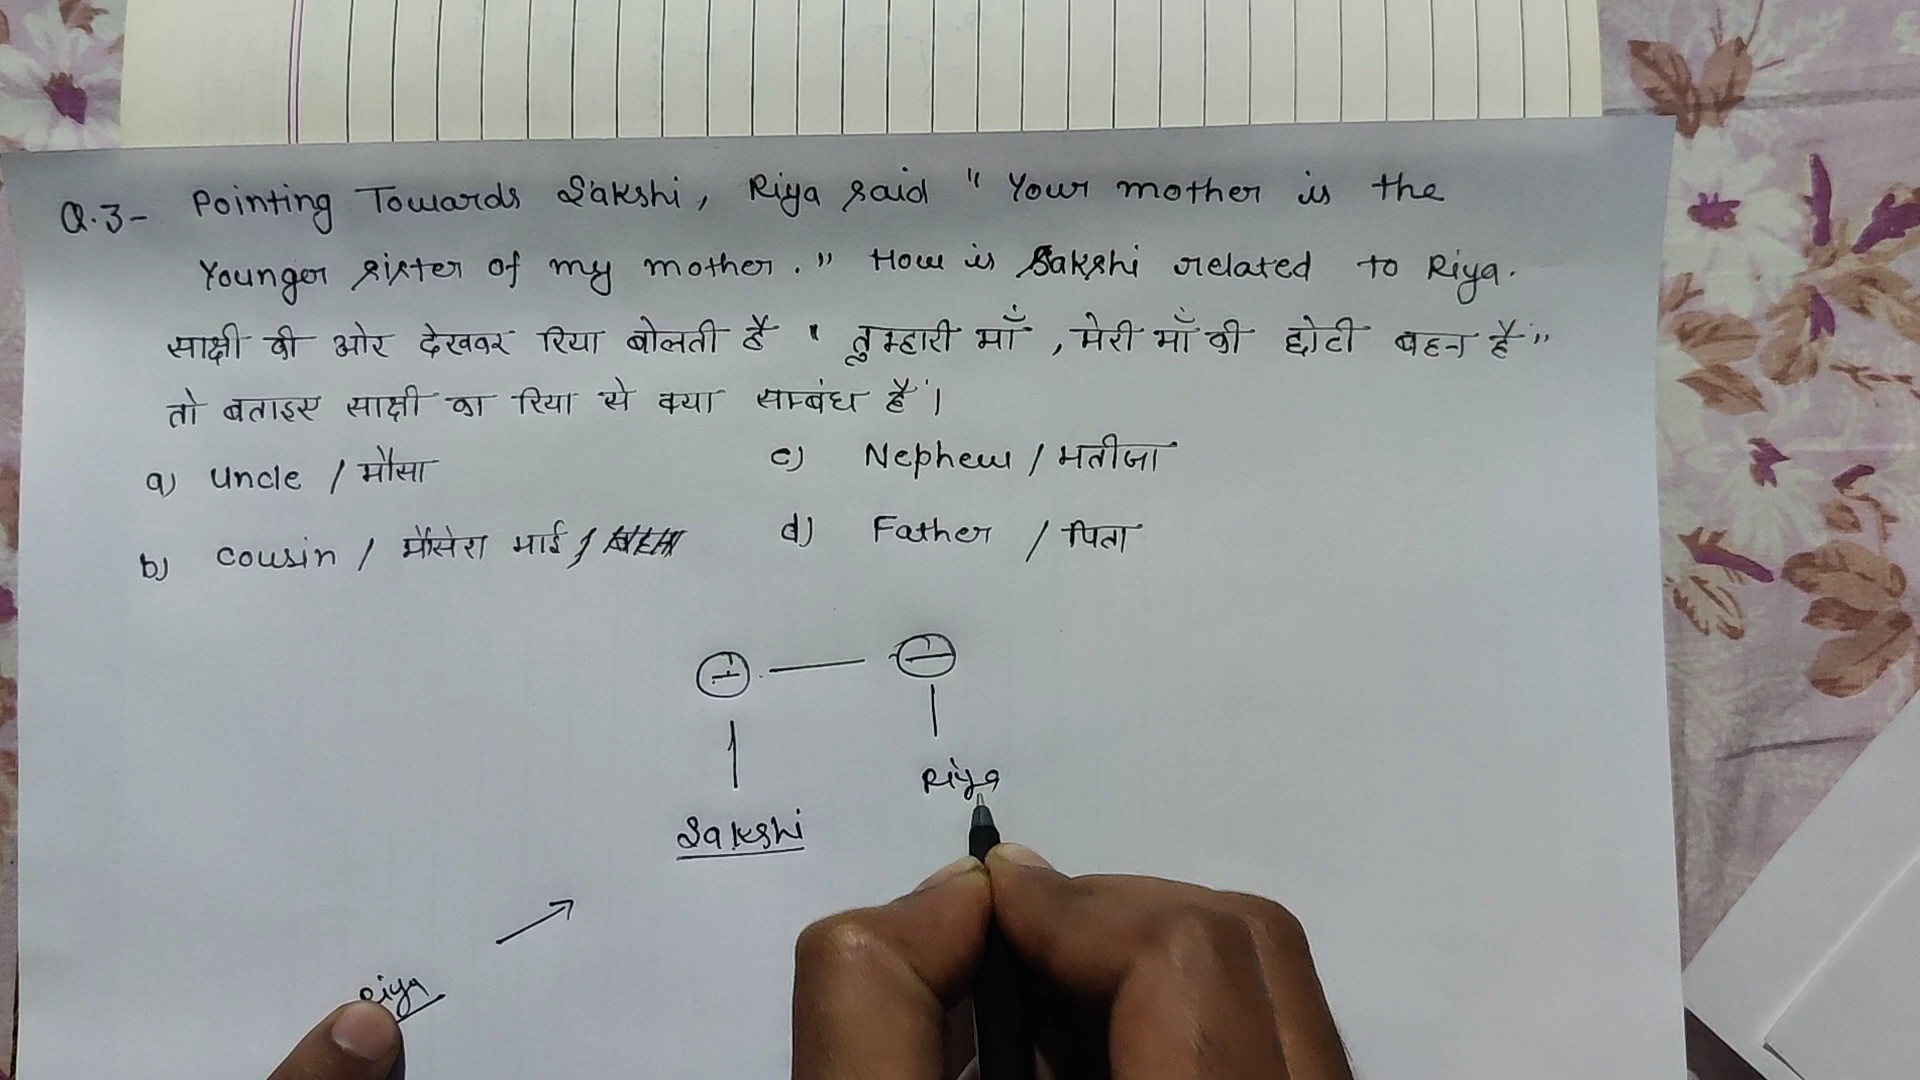 Q.3- Pointing Towards Sakshi, Riya said " Your mother is the
Younger sister of my mother." How is Sakshi related to Riya.
साक्षी की ओर देखकर रिया बोलती है " तुम्हारी माँ , मेरी माँ की छोटी बहन है"
तो बताइए साक्षी का रिया से क्या सम्बंध है।
a) Uncle / मौसा
c) Nephew / भतीजा
b) Cousin / मौसेरा भाई /
d) Father / पिता
Sakshi
Riya
Riya